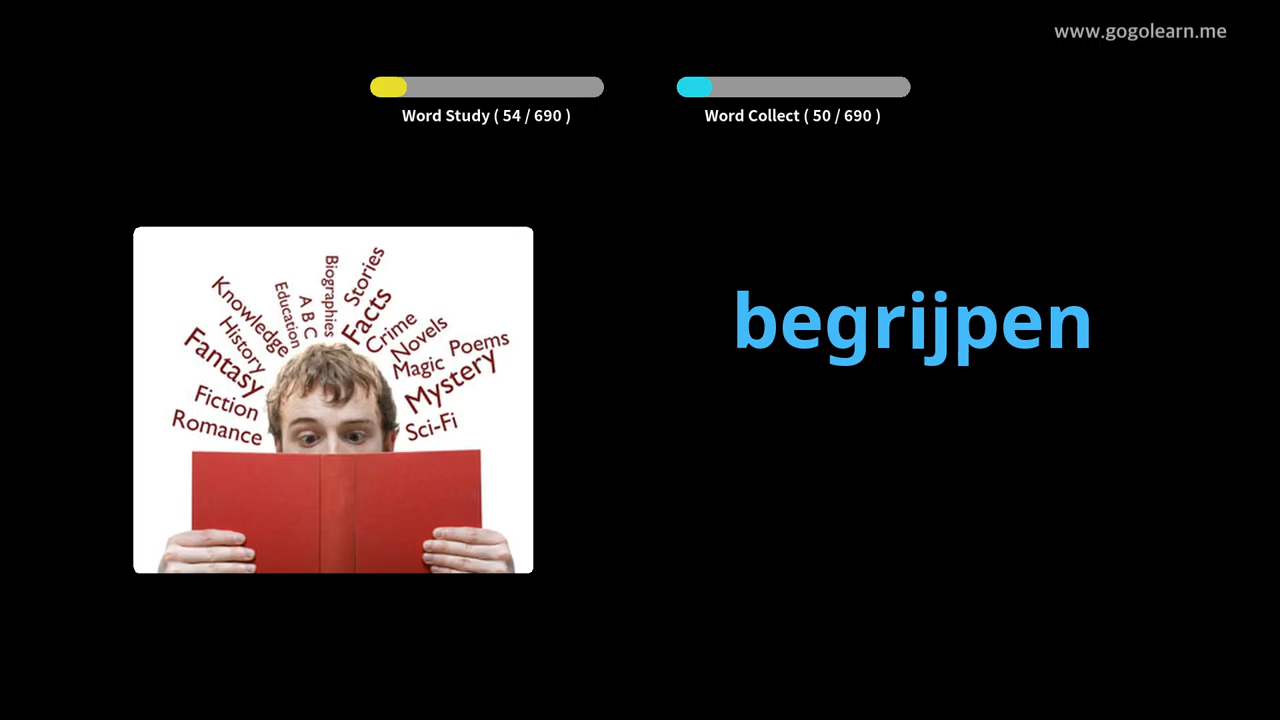 www.gogolearn.me
Word Study ( 54 / 690 )
Word Collect ( 50 / 690 )
Biographies
Stories
Education
A B C
Facts
Knowledge
History
Crime
Novels
Poems
Fantasy
Magic
Mystery
Fiction
Romance
Sci-Fi
begrijpen